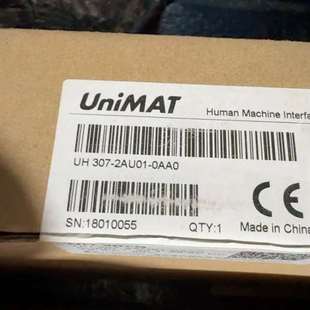 UniMAT
Human Machine Interfa
UH 307-2AU01-0AA0
CE
SN:18010055
QTY:1
Made in China